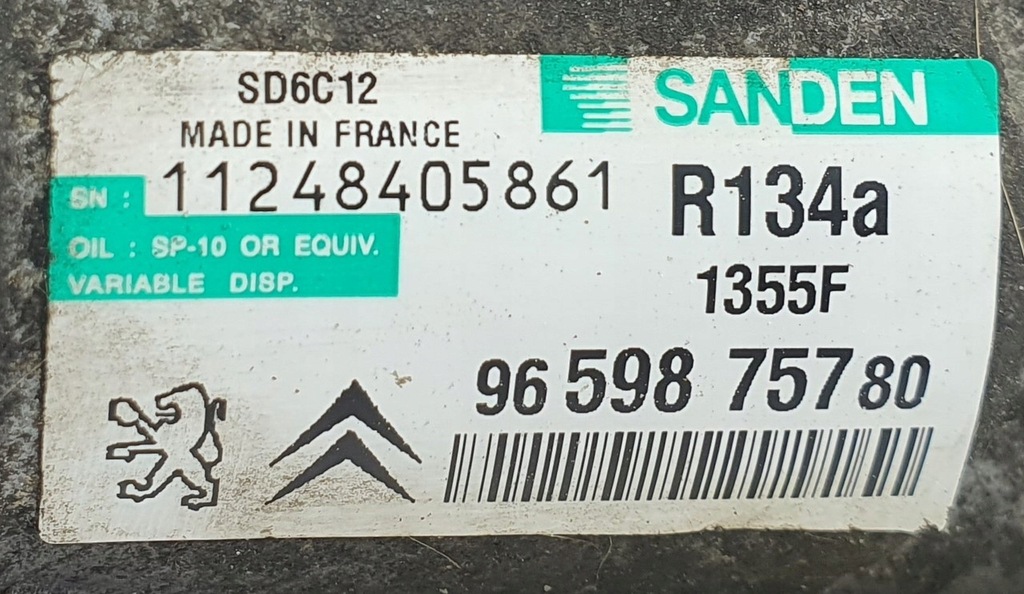 SD6C12
MADE IN FRANCE
SANDEN
SN : 11248405861
R134a
OIL : SP-10 OR EQUIV.
VARIABLE DISP.
1355F
96 598 757 80